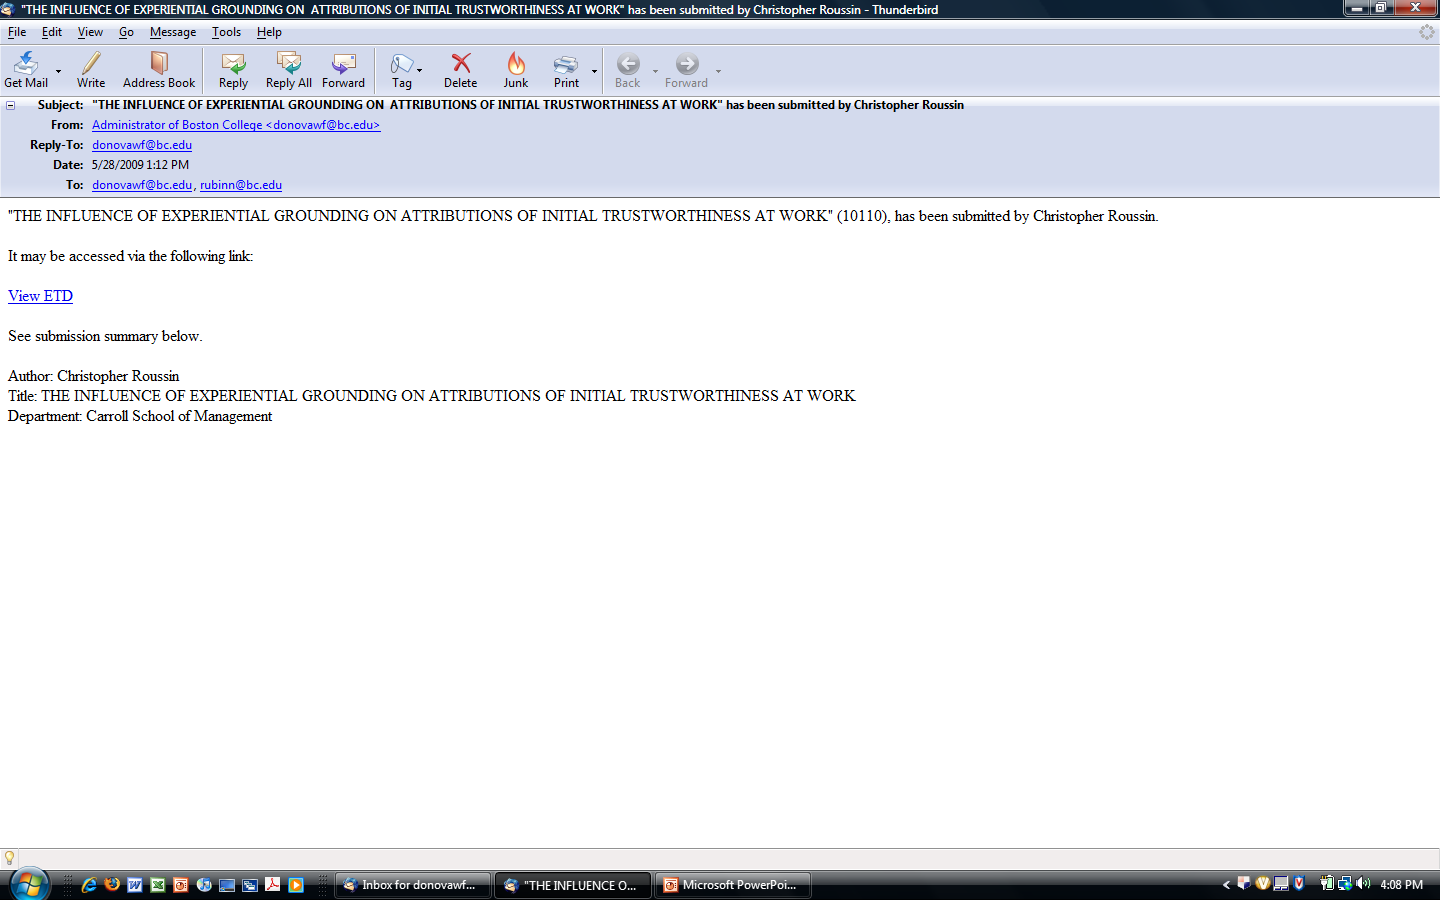 "THE INFLUENCE OF EXPERIENTIAL GROUNDING ON  ATTRIBUTIONS OF INITIAL TRUSTWORTHINESS AT WORK" has been submitted by Christopher Roussin - Thunderbird
File Edit View Go Message Tools Help
Get Mail Write Address Book Reply Reply All Forward Tag Delete Junk Print Back Forward
Subject: "THE INFLUENCE OF EXPERIENTIAL GROUNDING ON  ATTRIBUTIONS OF INITIAL TRUSTWORTHINESS AT WORK" has been submitted by Christopher Roussin
From: Administrator of Boston College <donovawf@bc.edu>
Reply-To: donovawf@bc.edu
Date: 5/28/2009 1:12 PM
To: donovawf@bc.edu, rubinn@bc.edu
"THE INFLUENCE OF EXPERIENTIAL GROUNDING ON ATTRIBUTIONS OF INITIAL TRUSTWORTHINESS AT WORK" (10110), has been submitted by Christopher Roussin.
It may be accessed via the following link:
View ETD
See submission summary below.
Author: Christopher Roussin
Title: THE INFLUENCE OF EXPERIENTIAL GROUNDING ON ATTRIBUTIONS OF INITIAL TRUSTWORTHINESS AT WORK
Department: Carroll School of Management
Inbox for donovawf... "THE INFLUENCE O... Microsoft PowerPoi... 4:08 PM